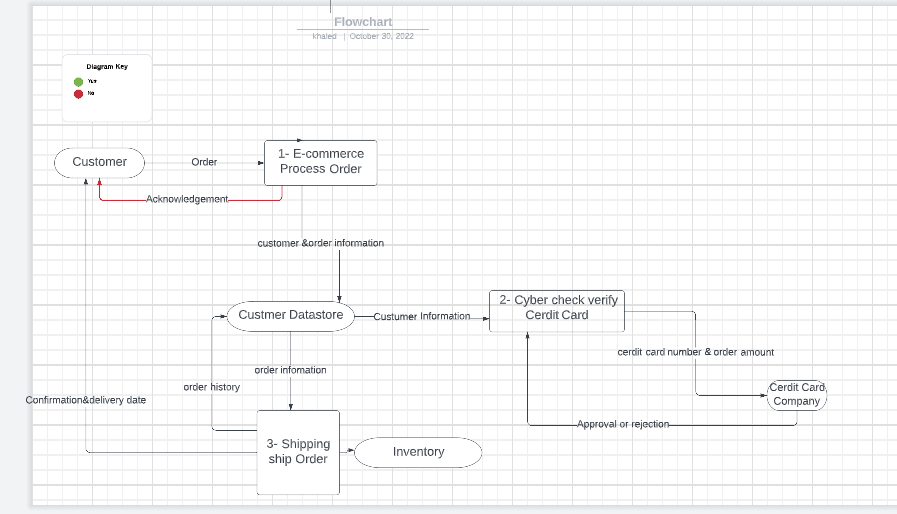 Flowchart
khaled | October 30, 2022
Diagram Key
Yes
No
Customer
Order
1- E-commerce
Process Order
Acknowledgement
customer &order information
Custmer Datastore
Custumer Information
2- Cyber check verify
Cerdit Card
cerdit card number & order amount
order infomation
order history
Cerdit Card
Company
Confirmation&delivery date
Approval or rejection
3- Shipping
ship Order
Inventory